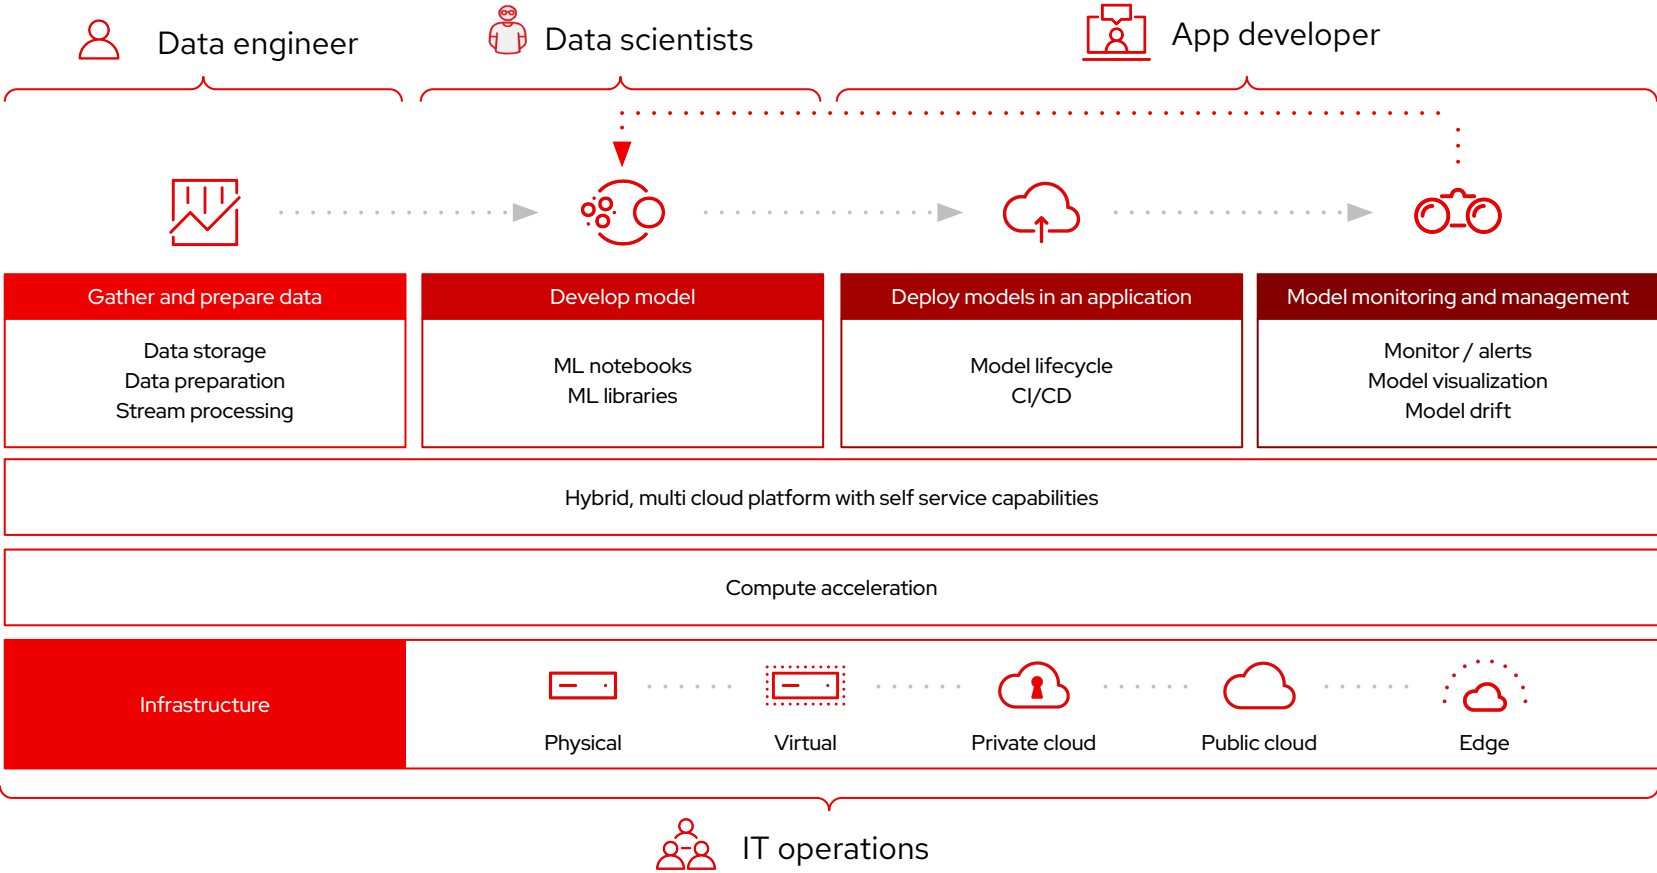 Data engineer
Data scientists
App developer
Gather and prepare data
Data storage
Data preparation
Stream processing
Develop model
ML notebooks
ML libraries
Deploy models in an application
Model lifecycle
CI/CD
Model monitoring and management
Monitor / alerts
Model visualization
Model drift
Hybrid, multi cloud platform with self service capabilities
Compute acceleration
Infrastructure
Physical
Virtual
Private cloud
Public cloud
Edge
IT operations